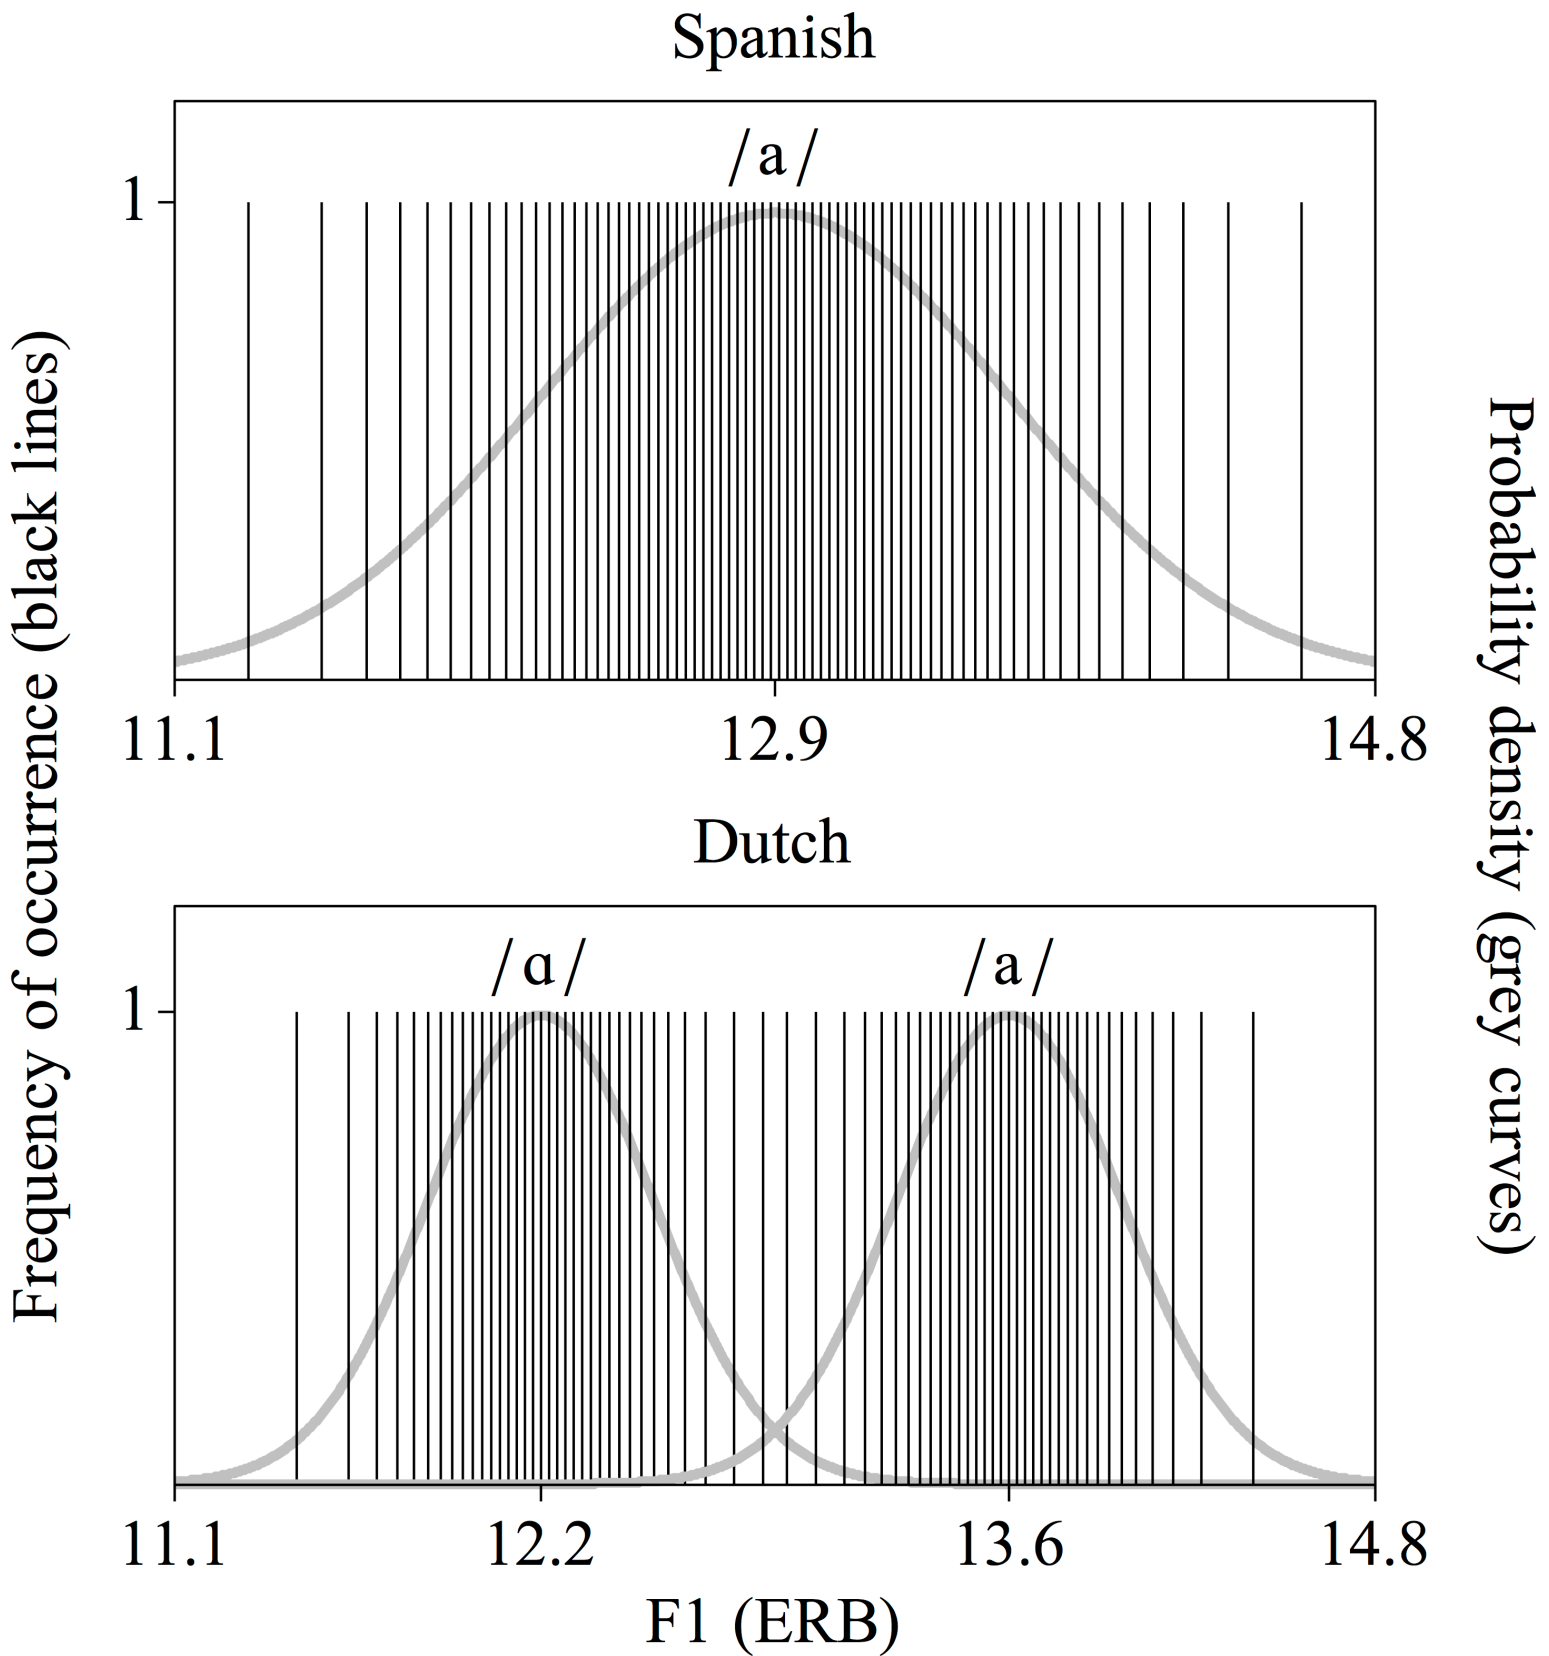 Spanish
/a/
1
11.1 12.9 14.8
Dutch
/ɑ/ /a/
1
11.1 12.2 13.6 14.8
F1 (ERB)
Frequency of occurrence (black lines)
Probability density (grey curves)